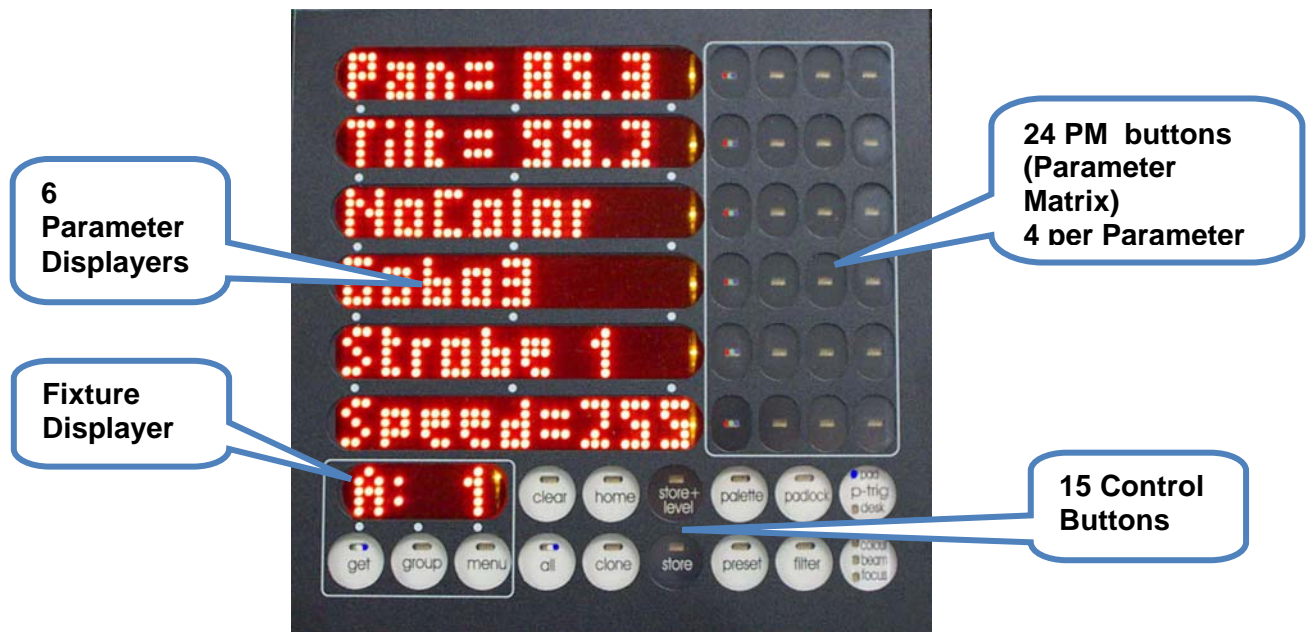 Pan= 85.3
Tilt= 55.2
NoColor
Gobo3
Strobe 1
Speed=255
A: 1
clear
home
store+
level
palette
padlock
pad
p-trig
desk
get
group
menu
all
clone
store
preset
filter
colour
beam
focus
6
Parameter
Displayers
Fixture
Displayer
24 PM buttons
(Parameter
Matrix)
4 per Parameter
15 Control
Buttons